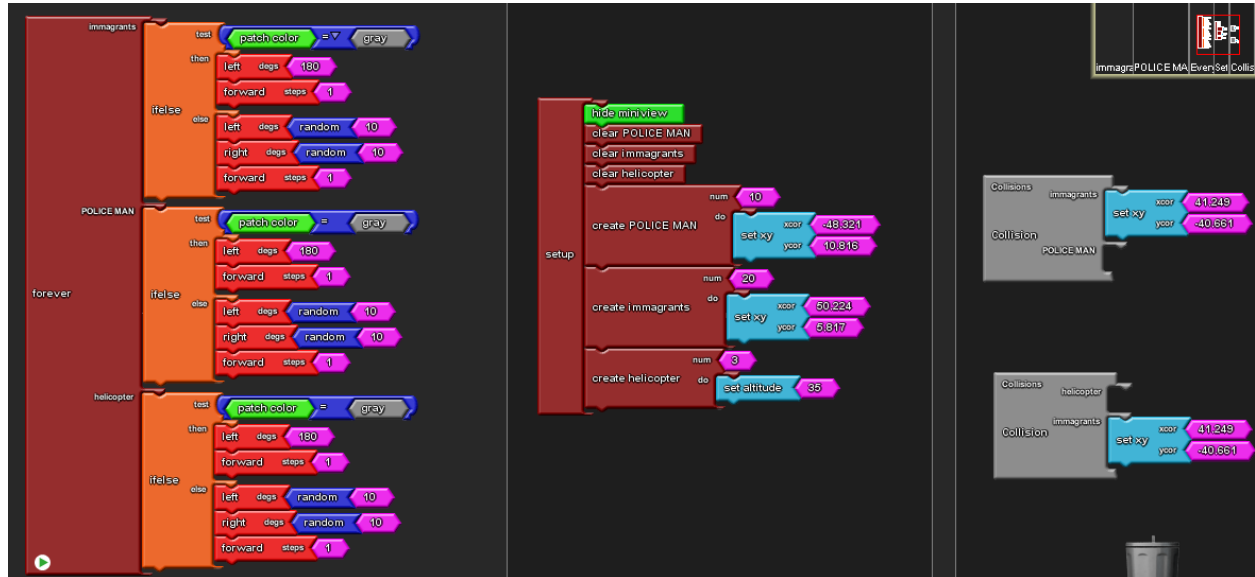 forever
immagrants
ifelse
test patch color = gray
then
left degs 180
forward steps 1
else
left degs random 10
right degs random 10
forward steps 1
POLICE MAN
ifelse
test patch color = gray
then
left degs 180
forward steps 1
else
left degs random 10
right degs random 10
forward steps 1
helicopter
ifelse
test patch color = gray
then
left degs 180
forward steps 1
else
left degs random 10
right degs random 10
forward steps 1
setup
hide miniview
clear POLICE MAN
clear immagrants
clear helicopter
create POLICE MAN
num 10
do
set xy
xcor -48.321
ycor 10.816
create immagrants
num 20
do
set xy
xcor 50.224
ycor 5.817
create helicopter
num 3
do
set altitude 35
immagra POLICE MA Ever Set Collis
Collisions
Collision
immagrants
set xy
xcor 41.249
ycor -40.661
POLICE MAN
Collisions
Collision
helicopter
immagrants
set xy
xcor 41.249
ycor -40.661